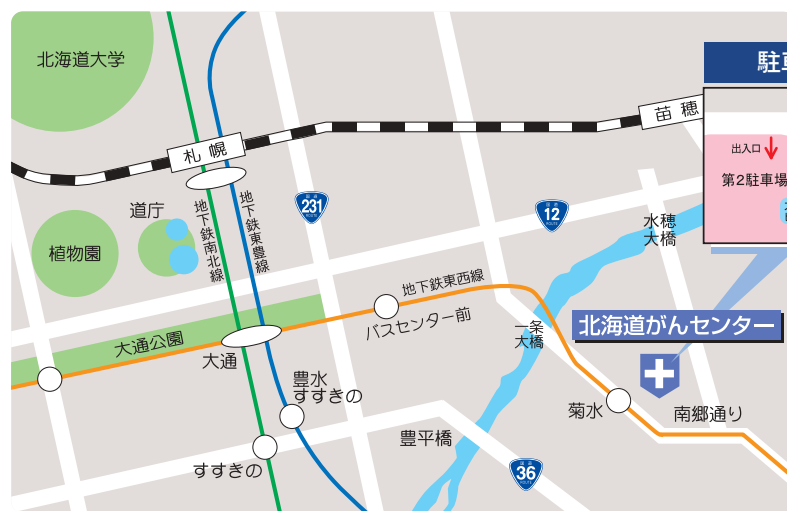 北海道大学
駐車
苗穂
札幌
出入口
第2駐車場
道庁
植物園
地下鉄南北線
地下鉄東豊線
231
12
水穂
大橋
地下鉄東西線
バスセンター前
一条
大橋
北海道がんセンター
大通公園
大通
豊水
すすきの
菊水
南郷通り
豊平橋
すすきの
36